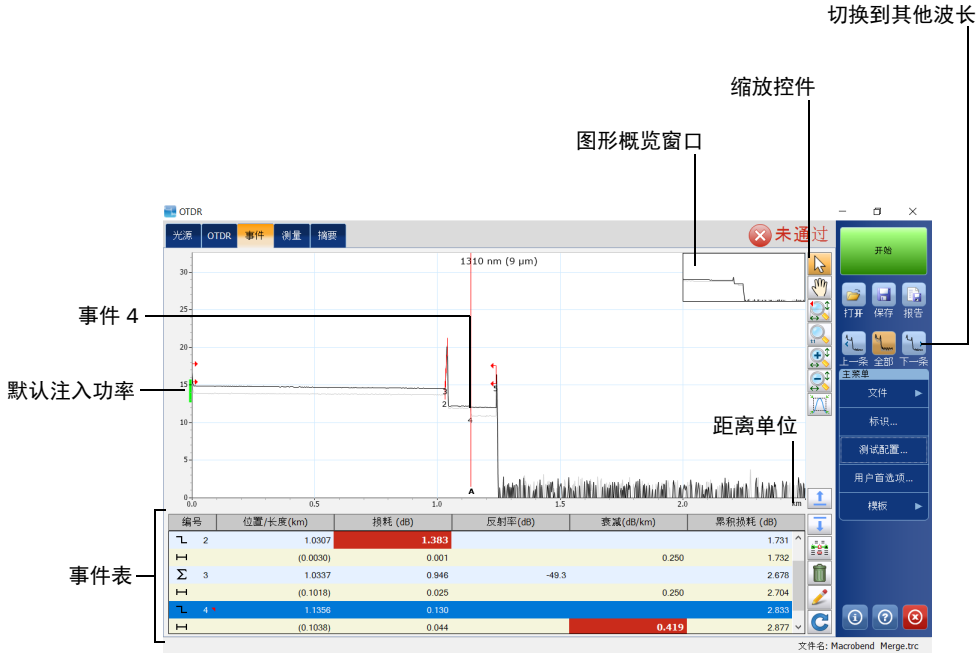 切换到其他波长
缩放控件
图形概览窗口
OTDR
光源 OTDR 事件 测量 摘要 未通过
开始
1310 nm (9 µm)
打开 保存 报告
上一条 全部 下一条
主菜单
文件
标识...
测试配置...
用户首选项...
模板
事件 4
默认注入功率
距离单位
30
25
20
15
10
5
0
3
2
4
5
A
0.0 0.5 1.0 1.5 2.0 km
事件表
编号 位置/长度(km) 损耗 (dB) 反射率(dB) 衰减(dB/km) 累积损耗 (dB)
2 1.0307 1.383 1.731
(0.0030) 0.001 0.250 1.732
3 1.0337 0.946 -49.3 2.678
(0.1018) 0.025 0.250 2.704
4 * 1.1356 0.130 2.833
(0.1038) 0.044 0.419 2.877
文件名: Macrobend Merge.trc